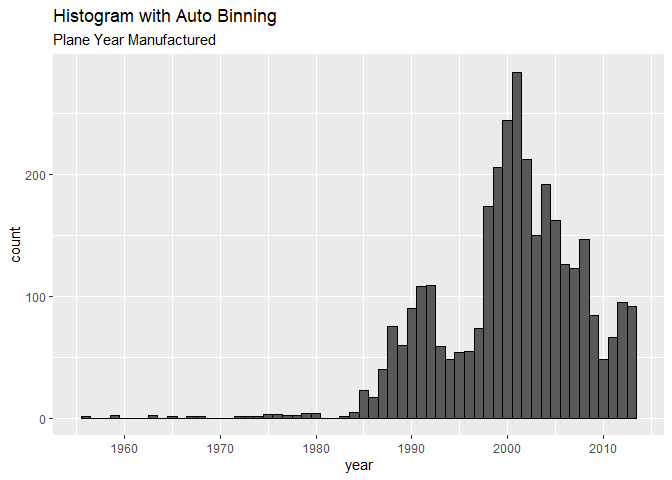 Histogram with Auto Binning
Plane Year Manufactured
count
200
100
0
1960 1970 1980 1990 2000 2010
year